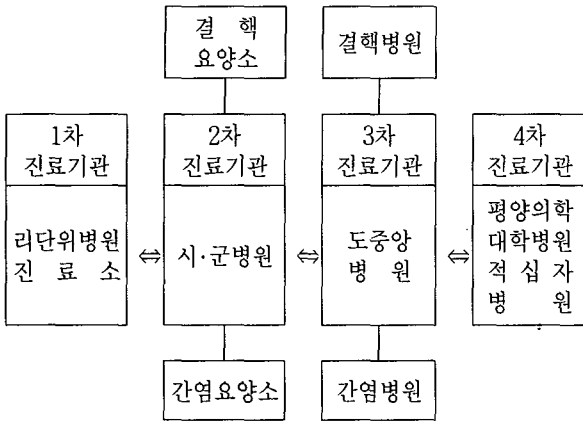 결 핵
요양소
결핵병원
1차
진료기관
2차
진료기관
3차
진료기관
4차
진료기관
리단위병원
진 료 소
⇔
시·군병원
⇔
도중앙
병 원
⇔
평양의학
대학병원
적 십 자
병 원
간염요양소
간염병원